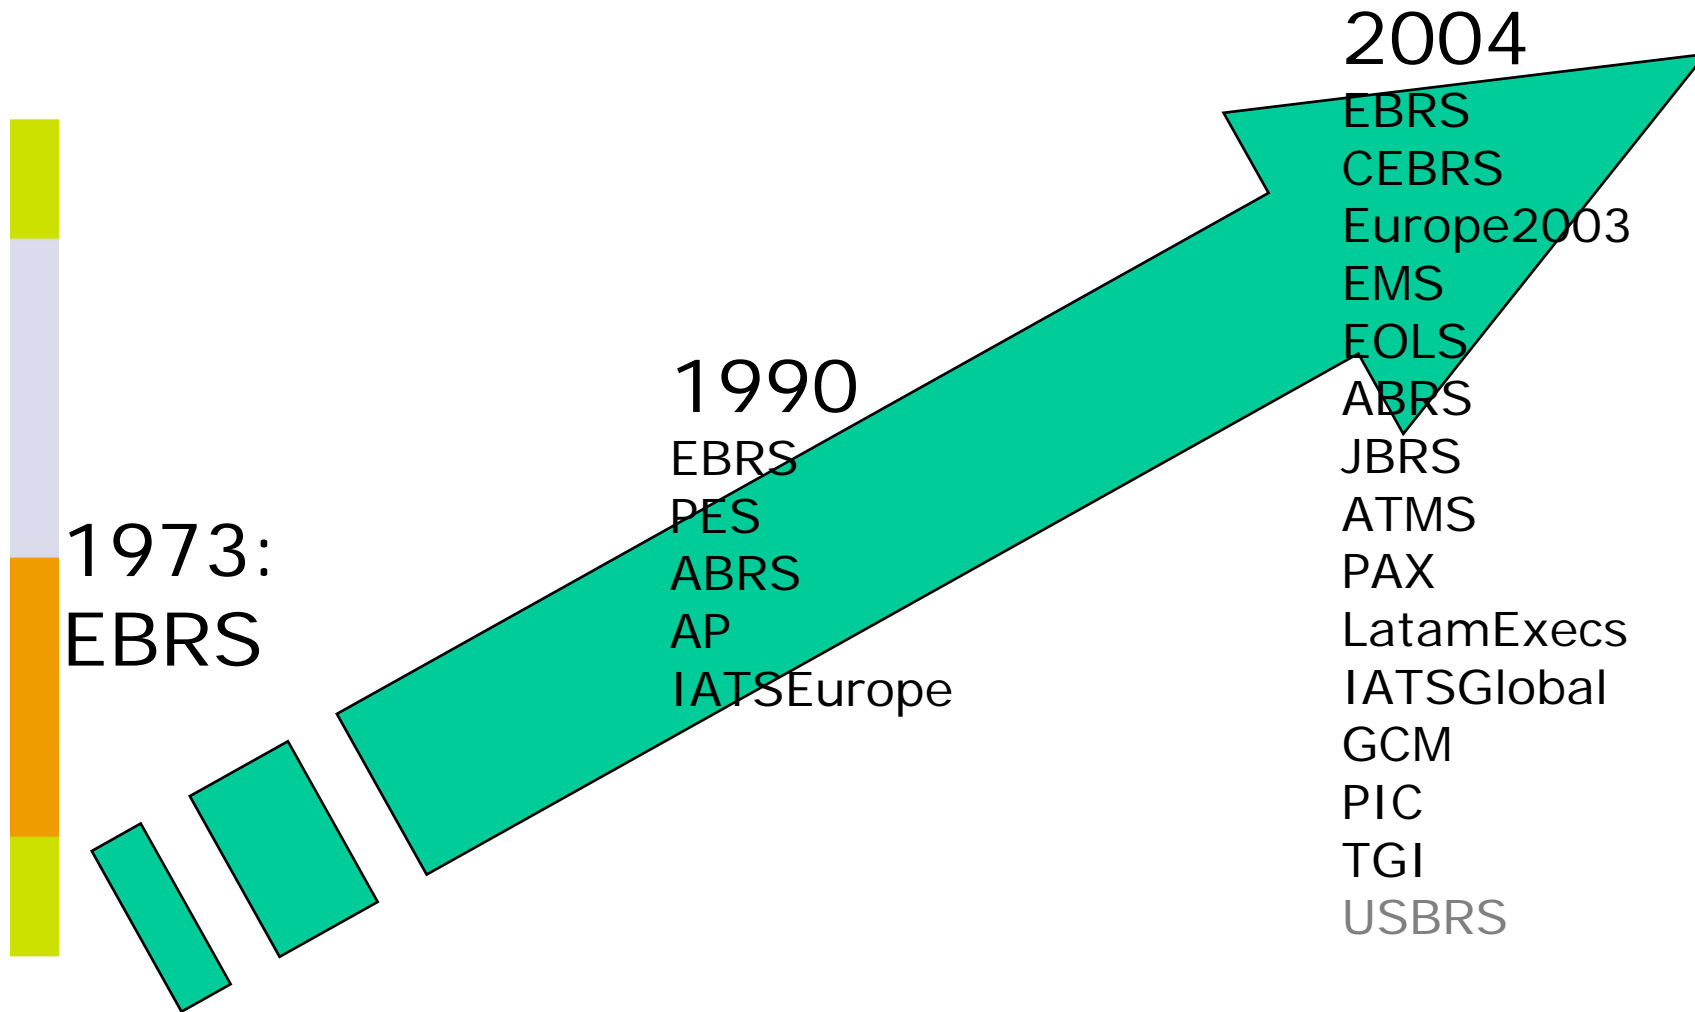 1973:
EBRS
1990
EBRS
PES
ABRS
AP
IATSEurope
2004
EBRS
CEBRS
Europe2003
EMS
EOLS
ABRS
JBRS
ATMS
PAX
LatamExecs
IATSGlobal
GCM
PIC
TGI
USBRS